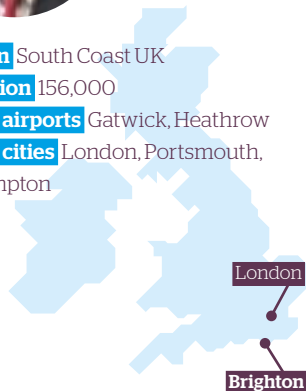 n South Coast UK
ion 156,000
airports Gatwick, Heathrow
cities London, Portsmouth,
mpton
London
Brighton